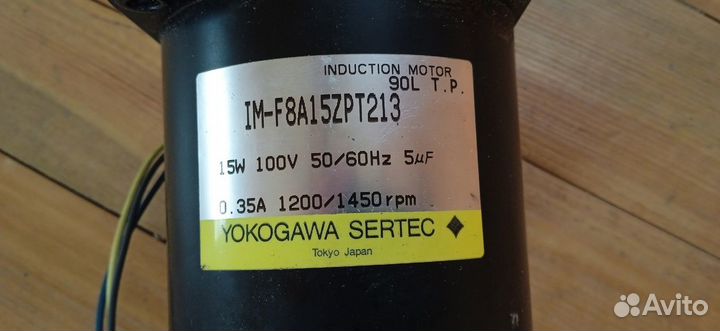 INDUCTION MOTOR
90L T.P.
IM-F8A15ZPT213
15W 100V 50/60Hz 5μF
0.35A 1200/1450rpm
YOKOGAWA SERTEC
Tokyo Japan
Avito